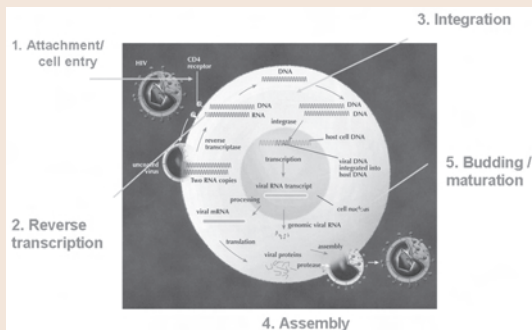 3. Integration
1. Attachment/
cell entry
HIV
CD4
receptor
DNA
DNA
RNA
DNA
DNA
integrase
reverse
transcriptase
host cell DNA
uncoated
virus
Two RNA copies
transcription
viral DNA
integrated into
host DNA
5. Budding/
maturation
viral RNA transcript
processing
cell nucleus
viral mRNA
2. Reverse
transcription
genomic viral RNA
translation
assembly
viral proteins
protease
4. Assembly